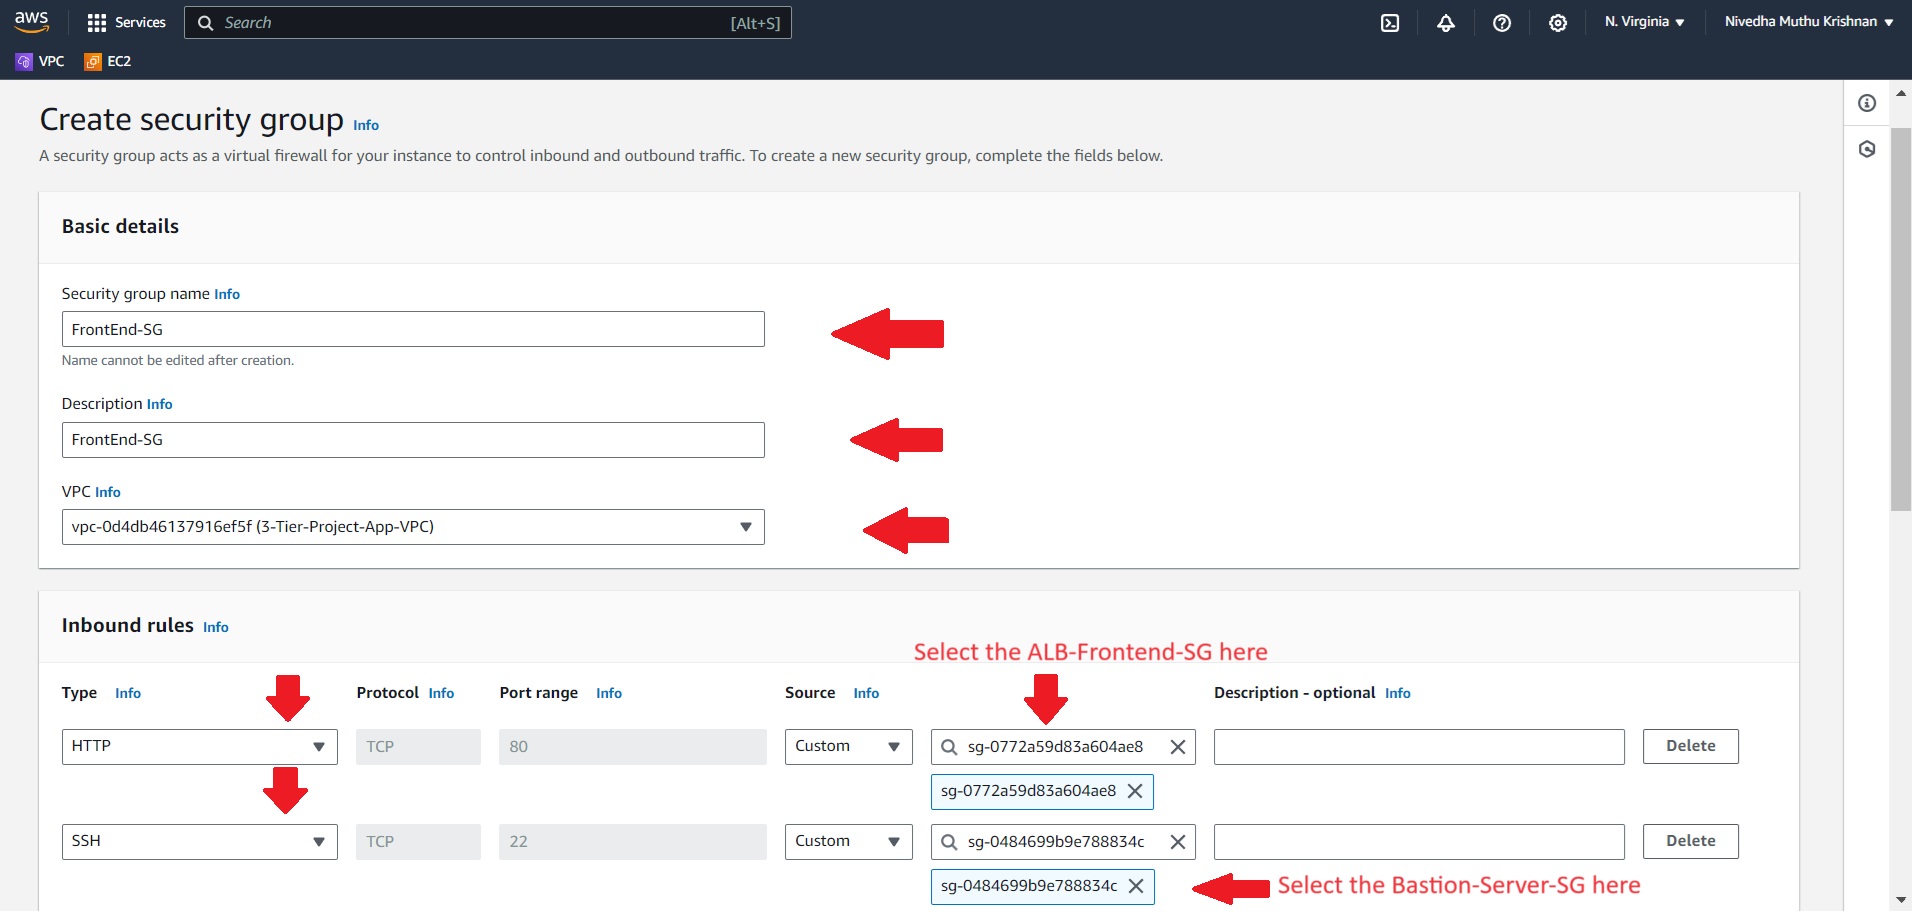 aws
Services
Search
[Alt+S]
N. Virginia
Nivedha Muthu Krishnan
VPC
EC2
Create security group Info
A security group acts as a virtual firewall for your instance to control inbound and outbound traffic. To create a new security group, complete the fields below.
Basic details
Security group name Info
FrontEnd-SG
Name cannot be edited after creation.
Description Info
FrontEnd-SG
VPC Info
vpc-0d4db46137916ef5f (3-Tier-Project-App-VPC)
Inbound rules Info
Select the ALB-Frontend-SG here
Type Info
Protocol Info
Port range Info
Source Info
Description - optional Info
HTTP
TCP
80
Custom
sg-0772a59d83a604ae8
Delete
sg-0772a59d83a604ae8
SSH
TCP
22
Custom
sg-0484699b9e788834c
Delete
sg-0484699b9e788834c
Select the Bastion-Server-SG here